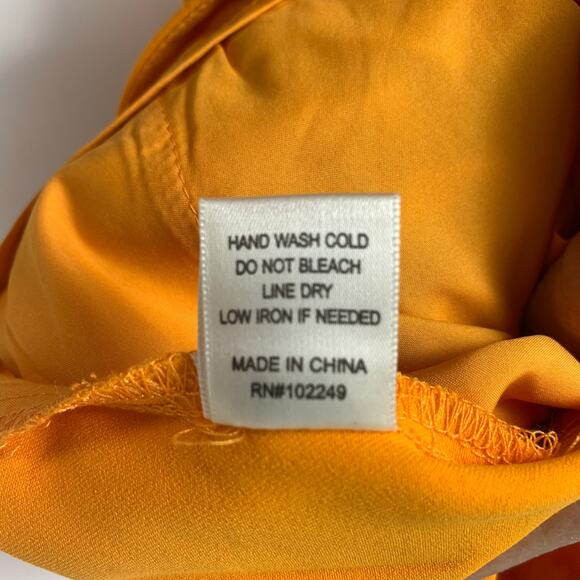 HAND WASH COLD
DO NOT BLEACH
LINE DRY
LOW IRON IF NEEDED
MADE IN CHINA
RN#102249